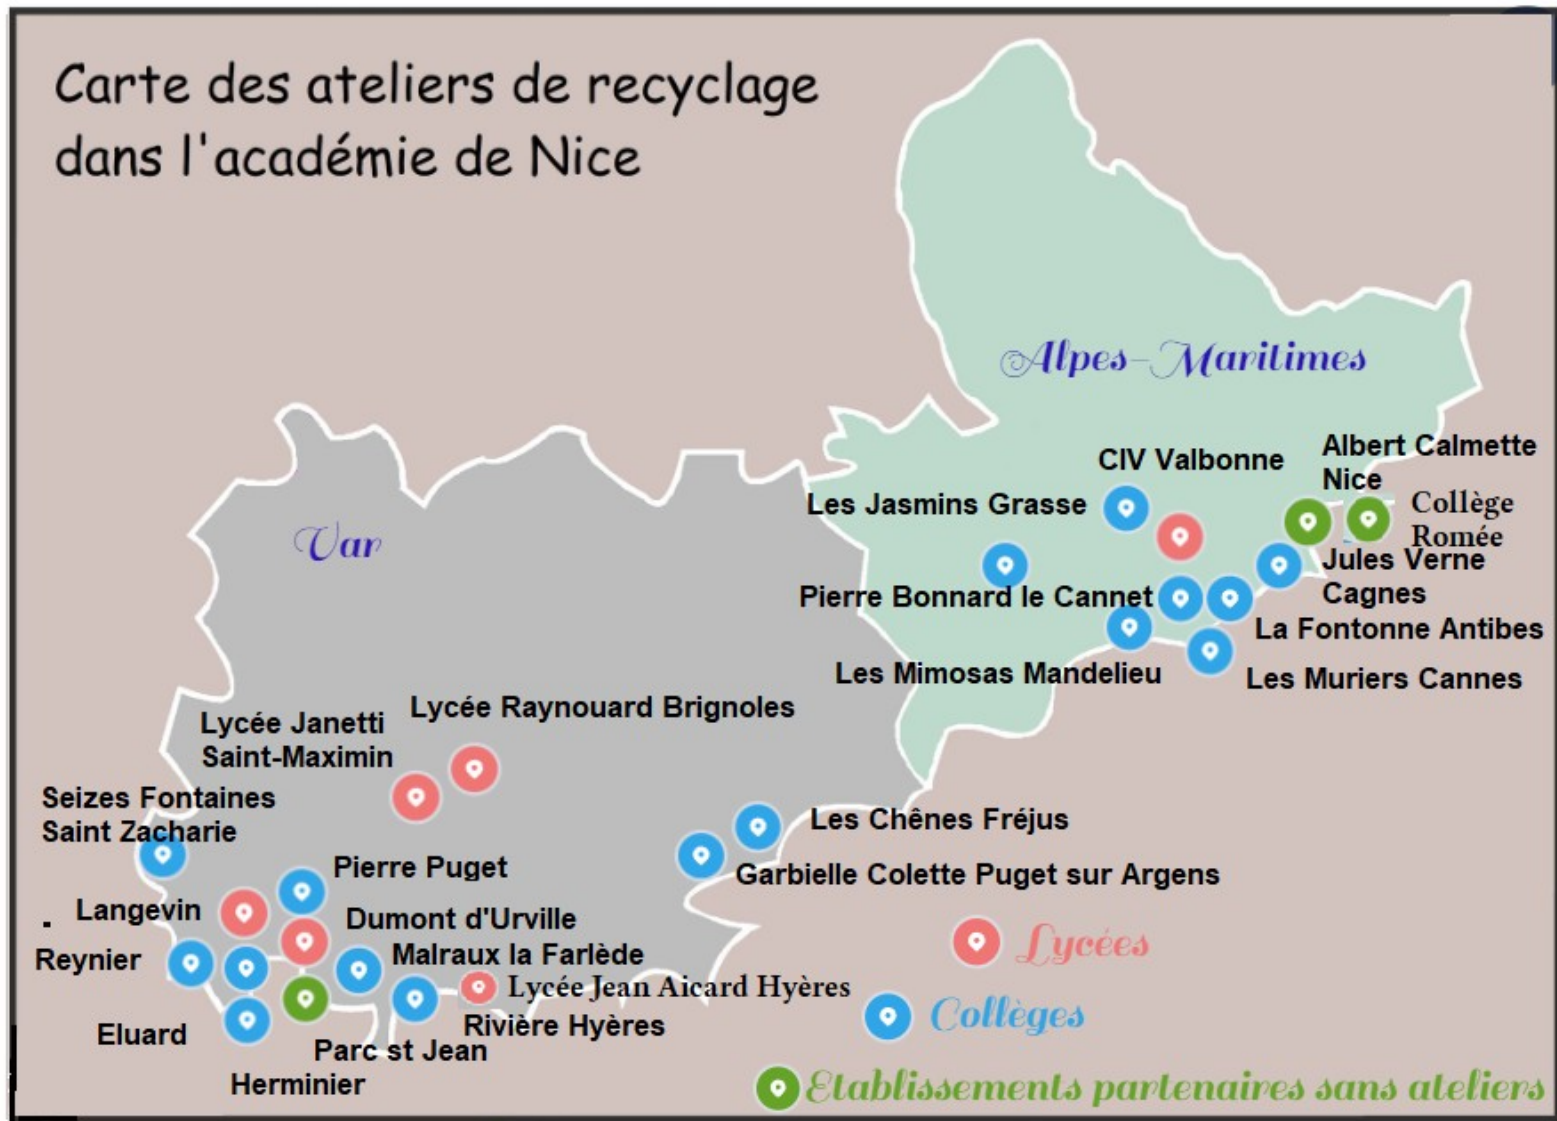 Carte des ateliers de recyclage
dans l'académie de Nice
Alpes-Maritimes
Var
CIV Valbonne
Albert Calmette
Nice
Les Jasmins Grasse
Collège
Romée
Jules Verne
Cagnes
Pierre Bonnard le Cannet
La Fontonne Antibes
Les Mimosas Mandelieu
Les Muriers Cannes
Lycée Raynouard Brignoles
Lycée Janetti
Saint-Maximin
Seizes Fontaines
Saint Zacharie
Les Chênes Fréjus
Garbielle Colette Puget sur Argens
Pierre Puget
Langevin
Dumont d'Urville
Reynier
Malraux la Farlède
Lycée Jean Aicard Hyères
Rivière Hyères
Eluard
Parc st Jean
Herminier
Lycées
Collèges
Etablissements partenaires sans ateliers